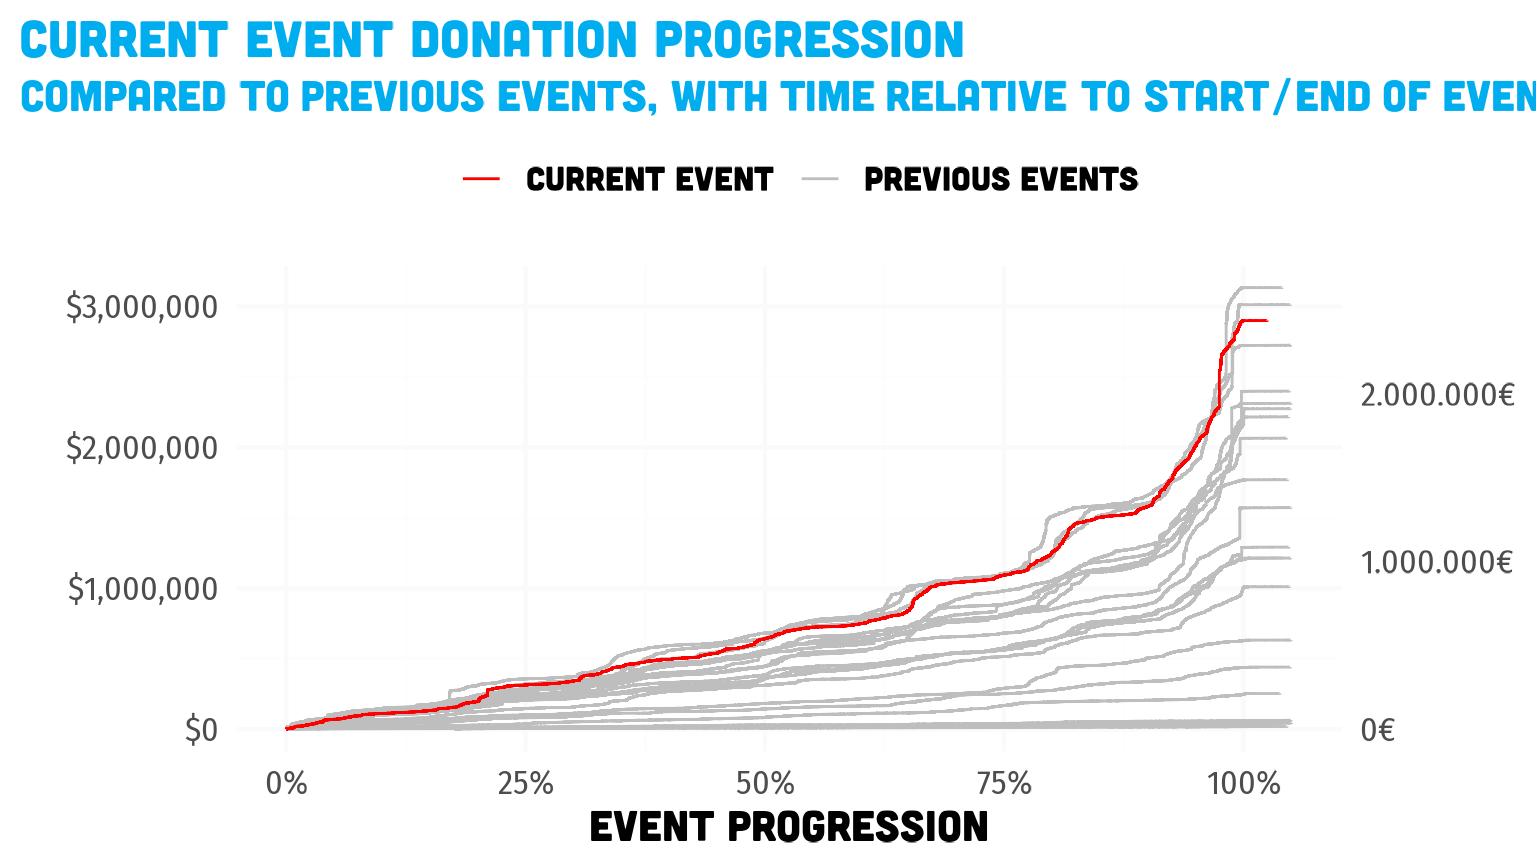 CURRENT EVENT DONATION PROGRESSION
COMPARED TO PREVIOUS EVENTS, WITH TIME RELATIVE TO START/END OF EVEN
CURRENT EVENT PREVIOUS EVENTS
$3,000,000
2.000.000€
$2,000,000
1.000.000€
$1,000,000
$0 0€
0% 25% 50% 75% 100%
EVENT PROGRESSION